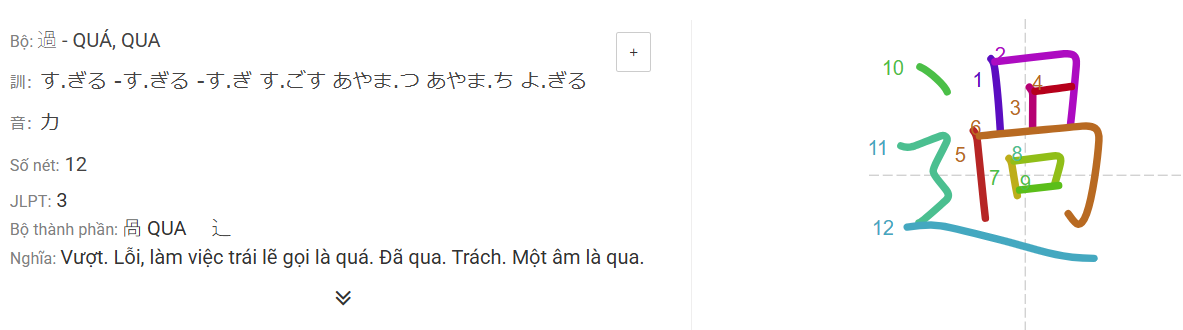 Bộ: 過 - QUÁ, QUA
+
訓: す.ぎる -す.ぎる -す.ぎ す.ごす あやま.つ あやま.ち よ.ぎる
音: カ
Số nét: 12
JLPT: 3
Bộ thành phần: 咼 QUA 辶
Nghĩa: Vượt. Lỗi, làm việc trái lẽ gọi là quá. Đã qua. Trách. Một âm là qua.
過
2
10
1
4
3
6
11
5
8
7
9
12